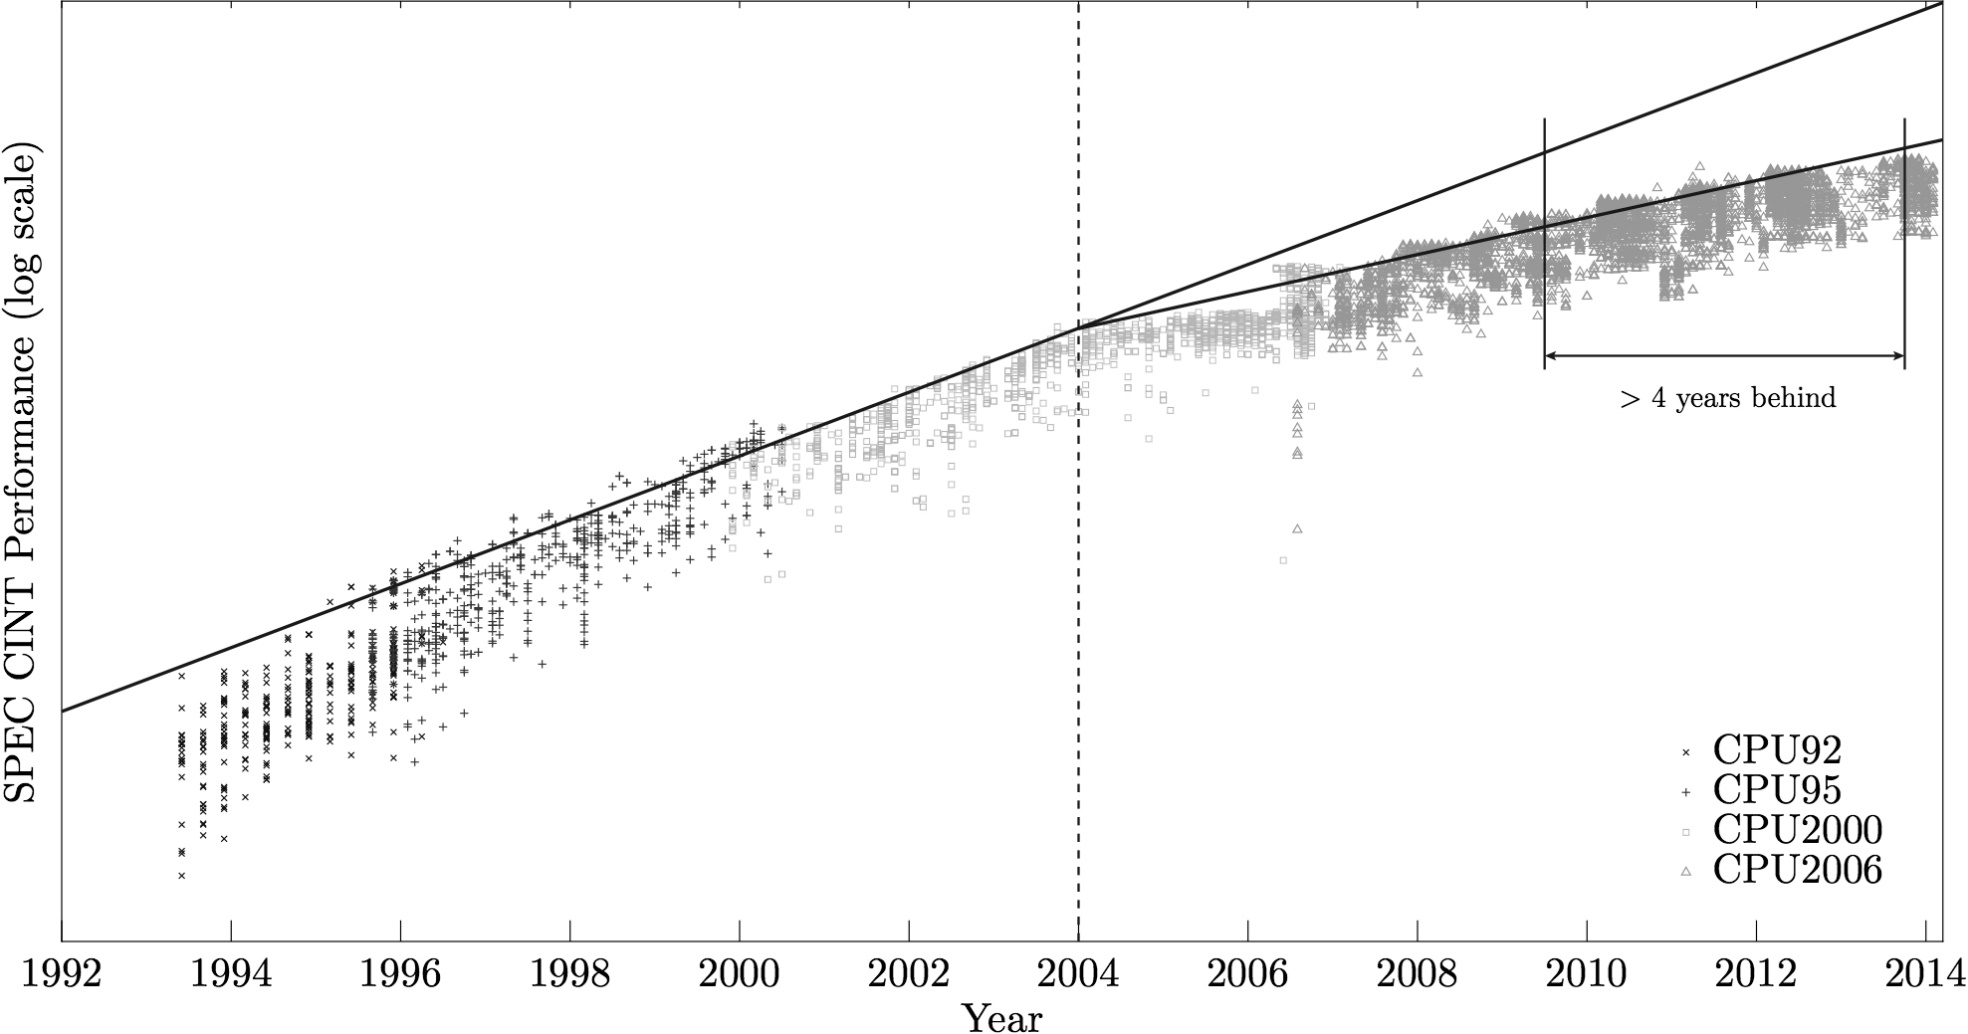 SPEC CINT Performance (log scale)
> 4 years behind
CPU92
CPU95
CPU2000
CPU2006
1992 1994 1996 1998 2000 2002 2004 2006 2008 2010 2012 2014
Year